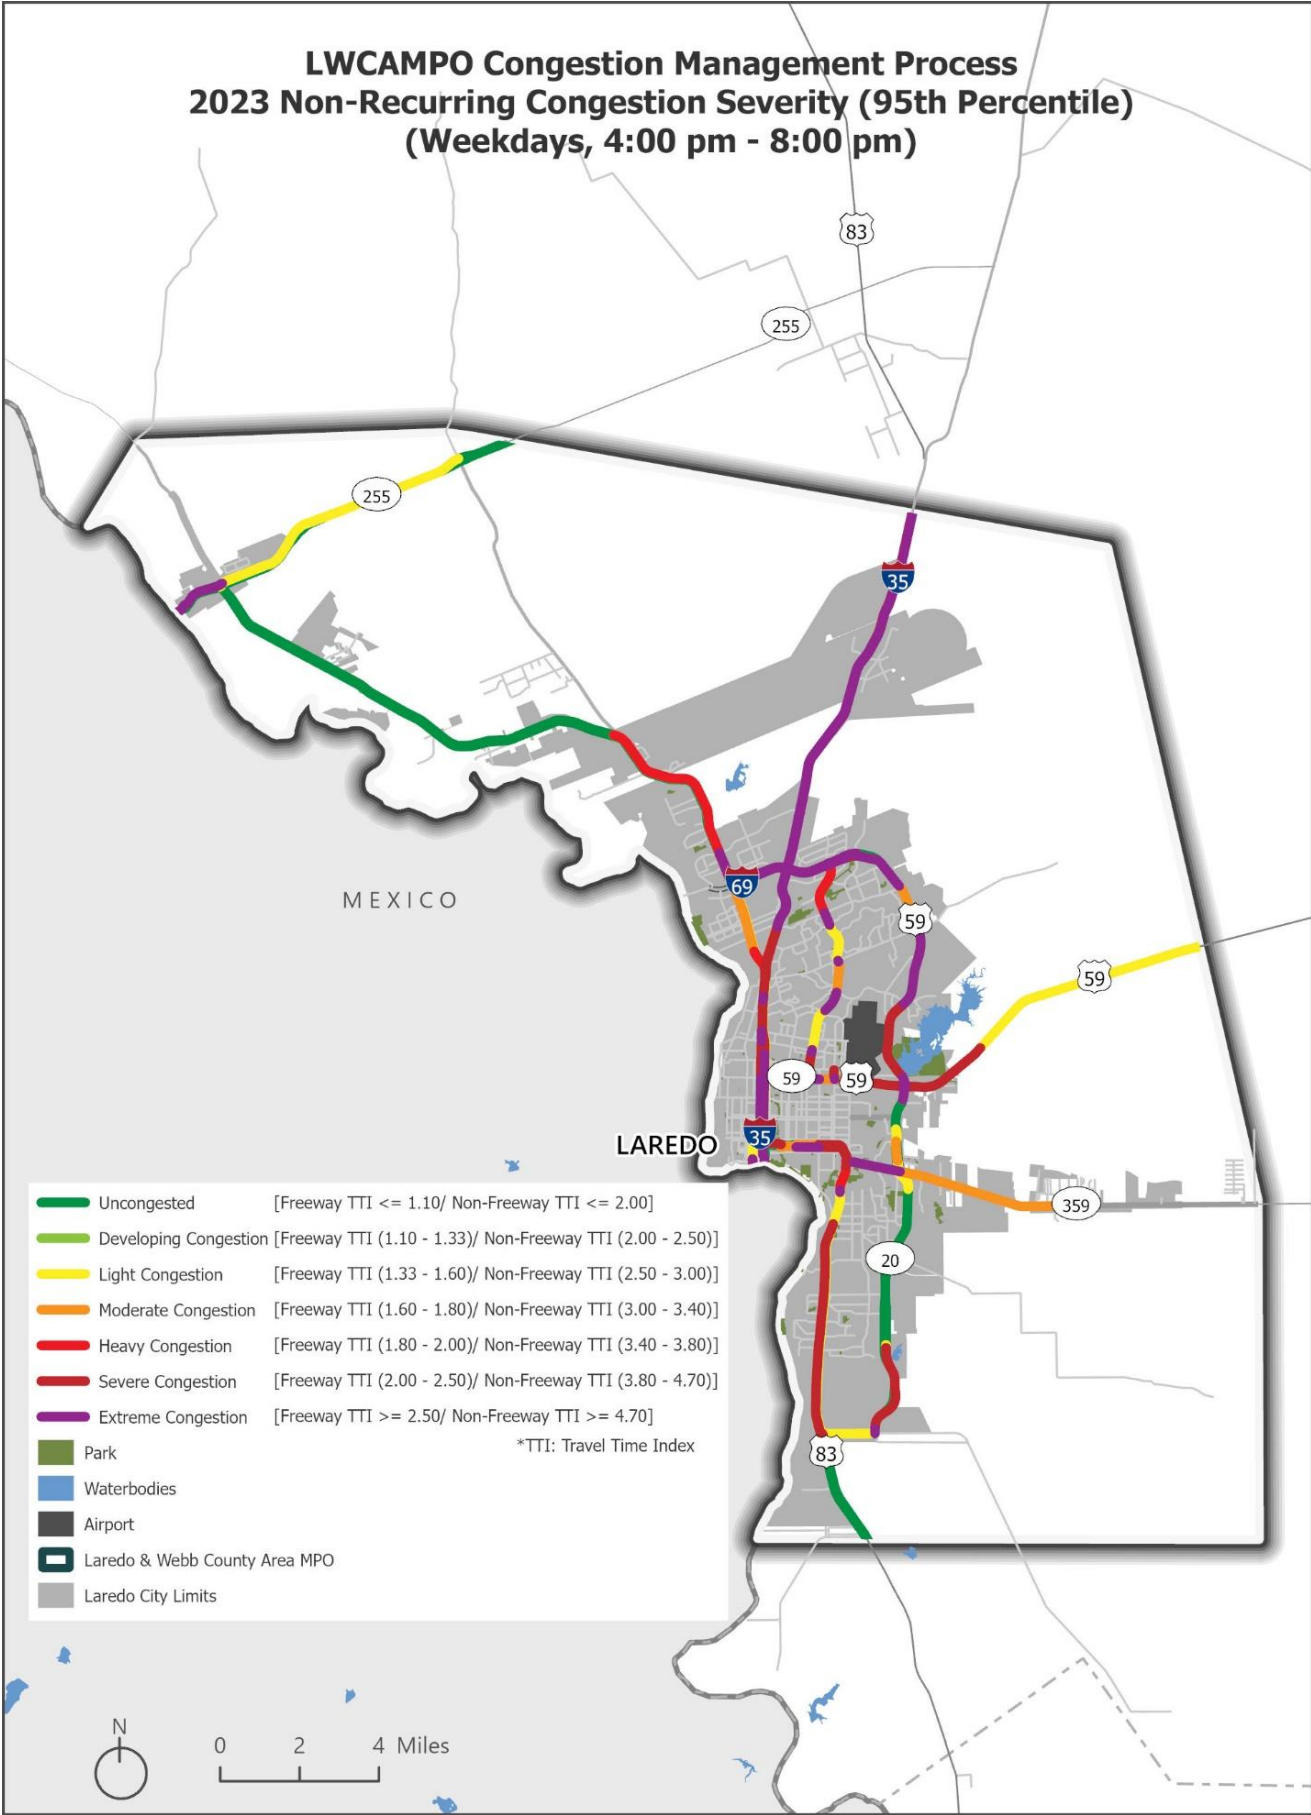 LWCAMPO Congestion Management Process
2023 Non-Recurring Congestion Severity (95th Percentile)
(Weekdays, 4:00 pm - 8:00 pm)
83
255
255
35
MEXICO
69
59
59
59
59
LAREDO
35
359
20
83
Uncongested [Freeway TTI <= 1.10/ Non-Freeway TTI <= 2.00]
Developing Congestion [Freeway TTI (1.10 - 1.33)/ Non-Freeway TTI (2.00 - 2.50)]
Light Congestion [Freeway TTI (1.33 - 1.60)/ Non-Freeway TTI (2.50 - 3.00)]
Moderate Congestion [Freeway TTI (1.60 - 1.80)/ Non-Freeway TTI (3.00 - 3.40)]
Heavy Congestion [Freeway TTI (1.80 - 2.00)/ Non-Freeway TTI (3.40 - 3.80)]
Severe Congestion [Freeway TTI (2.00 - 2.50)/ Non-Freeway TTI (3.80 - 4.70)]
Extreme Congestion [Freeway TTI >= 2.50/ Non-Freeway TTI >= 4.70]
*TTI: Travel Time Index
Park
Waterbodies
Airport
Laredo & Webb County Area MPO
Laredo City Limits
N
0 2 4 Miles